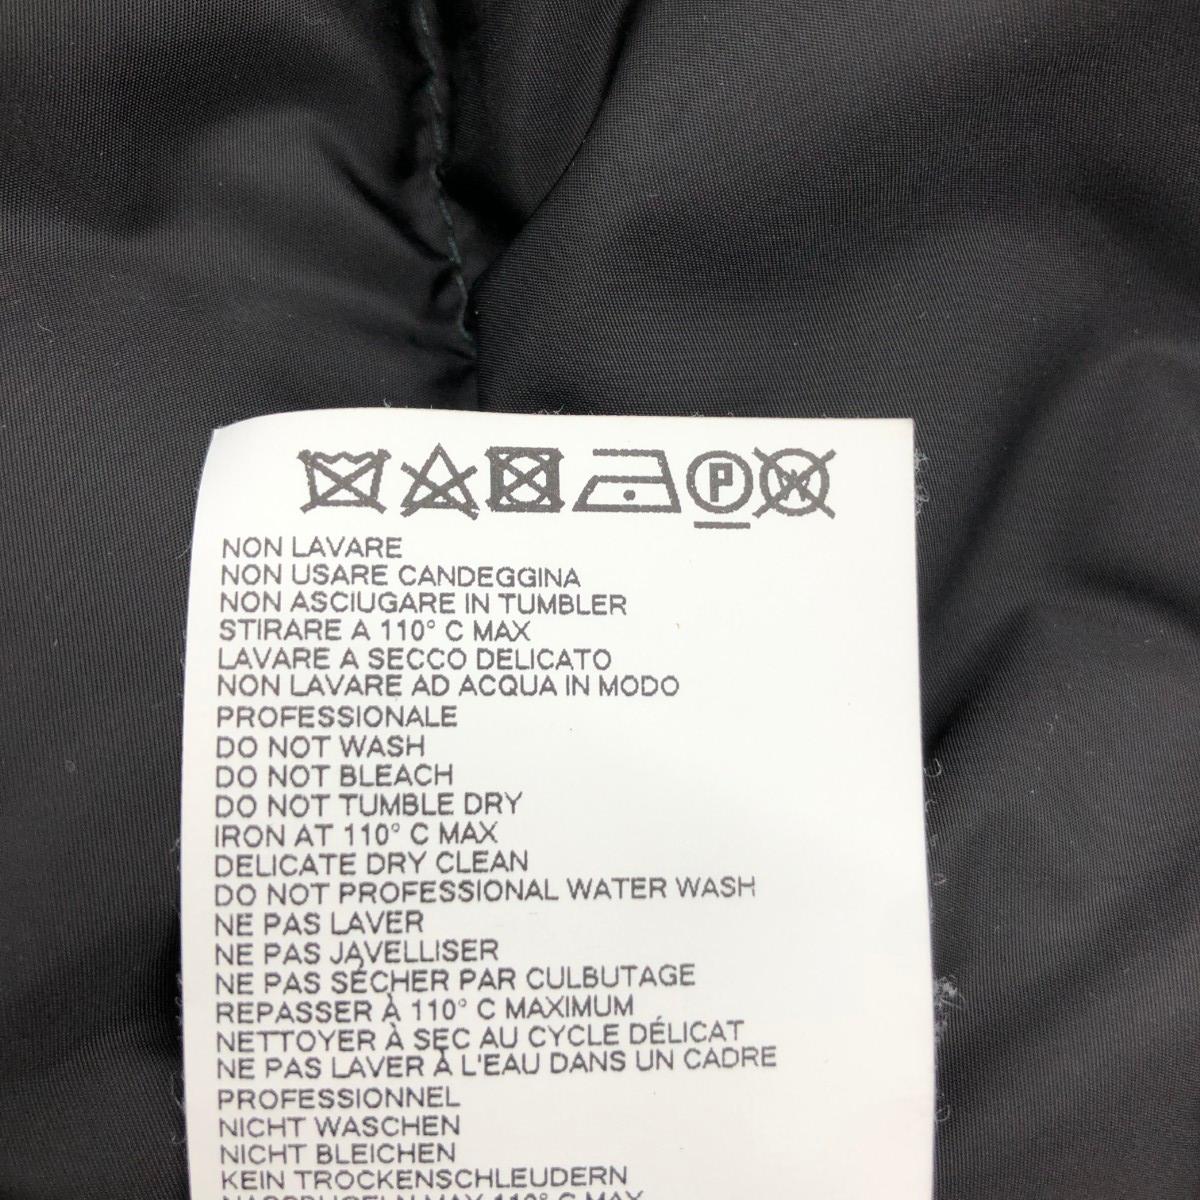 P W
NON LAVARE
NON USARE CANDEGGINA
NON ASCIUGARE IN TUMBLER
STIRARE A 110° C MAX
LAVARE A SECCO DELICATO
NON LAVARE AD ACQUA IN MODO
PROFESSIONALE
DO NOT WASH
DO NOT BLEACH
DO NOT TUMBLE DRY
IRON AT 110° C MAX
DELICATE DRY CLEAN
DO NOT PROFESSIONAL WATER WASH
NE PAS LAVER
NE PAS JAVELLISER
NE PAS SÉCHER PAR CULBUTAGE
REPASSER À 110° C MAXIMUM
NETTOYER À SEC AU CYCLE DÉLICAT
NE PAS LAVER À L'EAU DANS UN CADRE
PROFESSIONNEL
NICHT WASCHEN
NICHT BLEICHEN
KEIN TROCKENSCHLEUDERN
MAX 110° C MAX